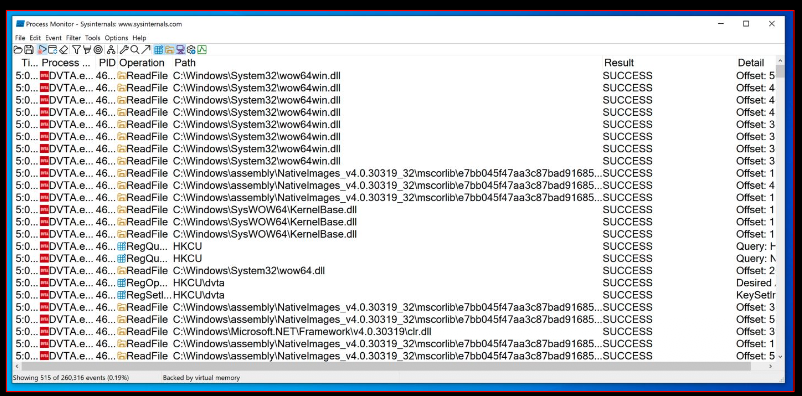 Process Monitor - Sysinternals: www.sysinternals.com
File Edit Event Filter Tools Options Help
Ti... Process ... PID Operation Path Result Detail
5:0... DVTA.e... 46... ReadFile C:\Windows\System32\wow64win.dll SUCCESS Offset: 5
5:0... DVTA.e... 46... ReadFile C:\Windows\System32\wow64win.dll SUCCESS Offset: 4
5:0... DVTA.e... 46... ReadFile C:\Windows\System32\wow64win.dll SUCCESS Offset: 4
5:0... DVTA.e... 46... ReadFile C:\Windows\System32\wow64win.dll SUCCESS Offset: 4
5:0... DVTA.e... 46... ReadFile C:\Windows\System32\wow64win.dll SUCCESS Offset: 3
5:0... DVTA.e... 46... ReadFile C:\Windows\System32\wow64win.dll SUCCESS Offset: 3
5:0... DVTA.e... 46... ReadFile C:\Windows\System32\wow64win.dll SUCCESS Offset: 3
5:0... DVTA.e... 46... ReadFile C:\Windows\System32\wow64win.dll SUCCESS Offset: 3
5:0... DVTA.e... 46... ReadFile C:\Windows\assembly\NativeImages_v4.0.30319_32\mscorlib\e7bb045f47aa3c87bad91685... SUCCESS Offset: 1
5:0... DVTA.e... 46... ReadFile C:\Windows\assembly\NativeImages_v4.0.30319_32\mscorlib\e7bb045f47aa3c87bad91685... SUCCESS Offset: 4
5:0... DVTA.e... 46... ReadFile C:\Windows\assembly\NativeImages_v4.0.30319_32\mscorlib\e7bb045f47aa3c87bad91685... SUCCESS Offset: 1
5:0... DVTA.e... 46... ReadFile C:\Windows\SysWOW64\KernelBase.dll SUCCESS Offset: 1
5:0... DVTA.e... 46... ReadFile C:\Windows\SysWOW64\KernelBase.dll SUCCESS Offset: 1
5:0... DVTA.e... 46... ReadFile C:\Windows\SysWOW64\KernelBase.dll SUCCESS Offset: 1
5:0... DVTA.e... 46... RegQu... HKCU SUCCESS Query: H
5:0... DVTA.e... 46... RegQu... HKCU SUCCESS Query: N
5:0... DVTA.e... 46... ReadFile C:\Windows\System32\wow64.dll SUCCESS Offset: 2
5:0... DVTA.e... 46... RegOp... HKCU\dvta SUCCESS Desired
5:0... DVTA.e... 46... RegSetI... HKCU\dvta SUCCESS KeySetIn
5:0... DVTA.e... 46... ReadFile C:\Windows\assembly\NativeImages_v4.0.30319_32\mscorlib\e7bb045f47aa3c87bad91685... SUCCESS Offset: 3
5:0... DVTA.e... 46... ReadFile C:\Windows\assembly\NativeImages_v4.0.30319_32\mscorlib\e7bb045f47aa3c87bad91685... SUCCESS Offset: 5
5:0... DVTA.e... 46... ReadFile C:\Windows\Microsoft.NET\Framework\v4.0.30319\clr.dll SUCCESS Offset: 3
5:0... DVTA.e... 46... ReadFile C:\Windows\assembly\NativeImages_v4.0.30319_32\mscorlib\e7bb045f47aa3c87bad91685... SUCCESS Offset: 1
5:0... DVTA.e... 46... ReadFile C:\Windows\assembly\NativeImages_v4.0.30319_32\mscorlib\e7bb045f47aa3c87bad91685... SUCCESS Offset: 5
Showing 515 of 260,316 events (0.19%) Backed by virtual memory